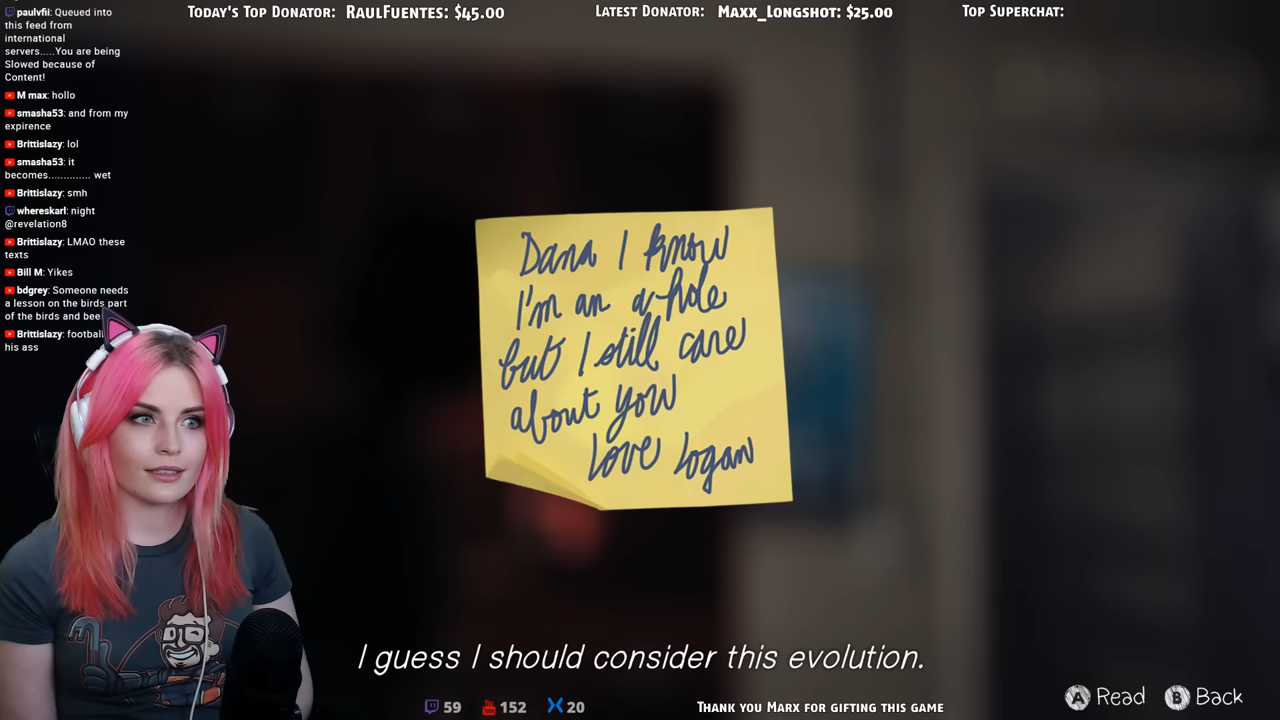 Today's Top Donator: RaulFuentes: $45.00
Latest Donator: Maxx_Longshot: $25.00
Top Superchat:
paulvfii: Queued into
this feed from
international
servers.....You are being
Slowed because of
Content!
M max: hollo
smasha53: and from my
expirence
Brittislazy: lol
smasha53: it
becomes.............. wet
Brittislazy: smh
whereskarl: night
@revelation8
Brittislazy: LMAO these
texts
Bill M: Yikes
bdgrey: Someone needs
a lesson on the birds part
of the birds and bee
Brittislazy: footbal
his ass
Dana I know
I'm an a-hole
but I still care
about you
Love Logan
I guess I should consider this evolution.
A Read
B Back
59
152
20
Thank you Marx for gifting this game